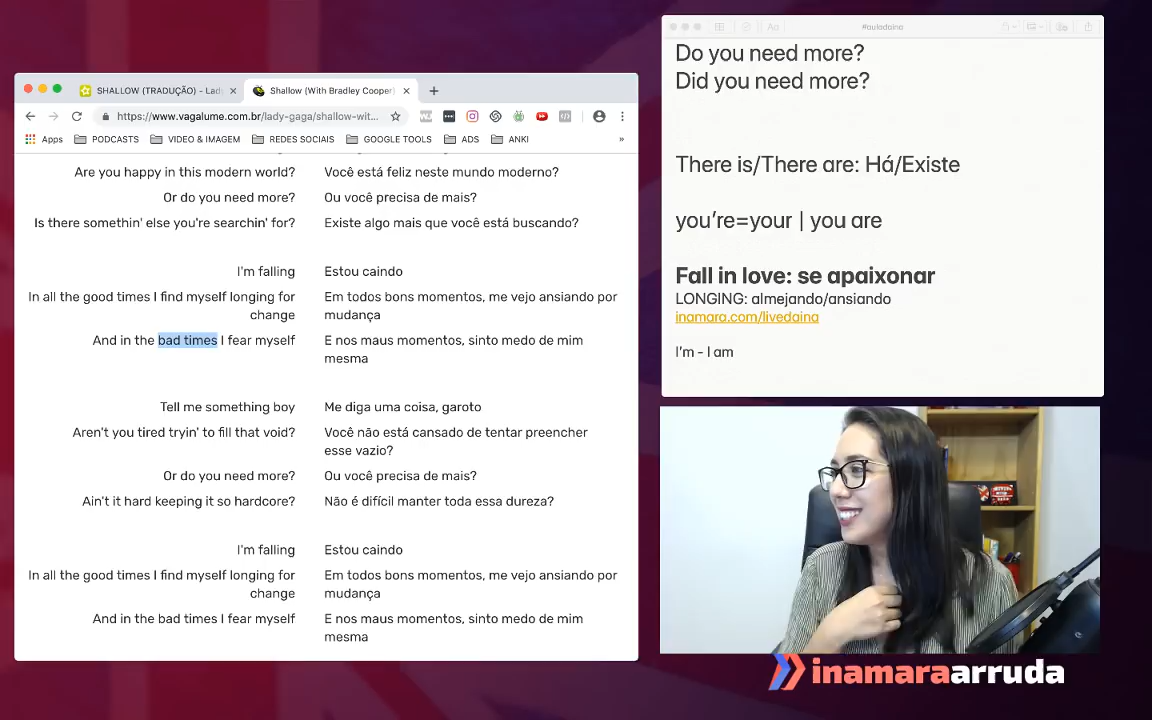 SHALLOW (TRADUÇÃO) - Lad
Shallow (With Bradley Cooper)
https://www.vagalume.com.br/lady-gaga/shallow-wit...
Apps
PODCASTS
VIDEO & IMAGEM
REDES SOCIAIS
GOOGLE TOOLS
ADS
ANKI
»
Are you happy in this modern world?
Você está feliz neste mundo moderno?
Or do you need more?
Ou você precisa de mais?
Is there somethin' else you're searchin' for?
Existe algo mais que você está buscando?
I'm falling
Estou caindo
In all the good times I find myself longing for
change
Em todos bons momentos, me vejo ansiando por
mudança
And in the bad times I fear myself
E nos maus momentos, sinto medo de mim
mesma
Tell me something boy
Me diga uma coisa, garoto
Aren't you tired tryin' to fill that void?
Você não está cansado de tentar preencher
esse vazio?
Or do you need more?
Ou você precisa de mais?
Ain't it hard keeping it so hardcore?
Não é difícil manter toda essa dureza?
I'm falling
Estou caindo
In all the good times I find myself longing for
change
Em todos bons momentos, me vejo ansiando por
mudança
And in the bad times I fear myself
E nos maus momentos, sinto medo de mim
mesma
Aa
#auladaina
Do you need more?
Did you need more?
There is/There are: Há/Existe
you're=your | you are
Fall in love: se apaixonar
LONGING: almejando/ansiando
inamara.com/livedaina
I'm - I am
inamaraarruda